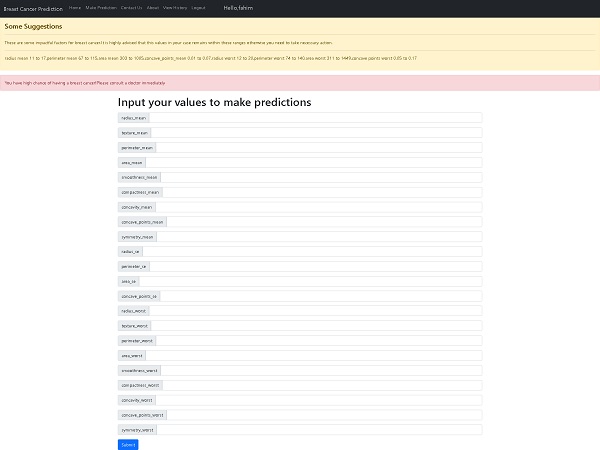 Breast Cancer Prediction Home Make Prediction Contact Us About View History Logout Hello,fahim
Some Suggestions
These are some impactful factors for breast cancer.It is highly adviced that this values in your case remain within these ranges otherwise you need to take necessary action.
radius mean 11 to 17,perimeter mean 67 to 115,area mean 303 to 1095,concave_points_mean 0.01 to 0.07,radius worst 12 to 20,perimeter worst 74 to 140,area worst 311 to 1449,concave points worst 0.05 to 0.17
You have high chance of having a breast cancer!Please consult a doctor immediately
Input your values to make predictions
radius_mean
texture_mean
perimeter_mean
area_mean
smoothness_mean
compactness_mean
concavity_mean
concave_points_mean
symmetry_mean
radius_se
perimeter_se
area_se
concave_points_se
radius_worst
texture_worst
perimeter_worst
area_worst
smoothness_worst
compactness_worst
concavity_worst
concave_points_worst
symmetry_worst
Submit